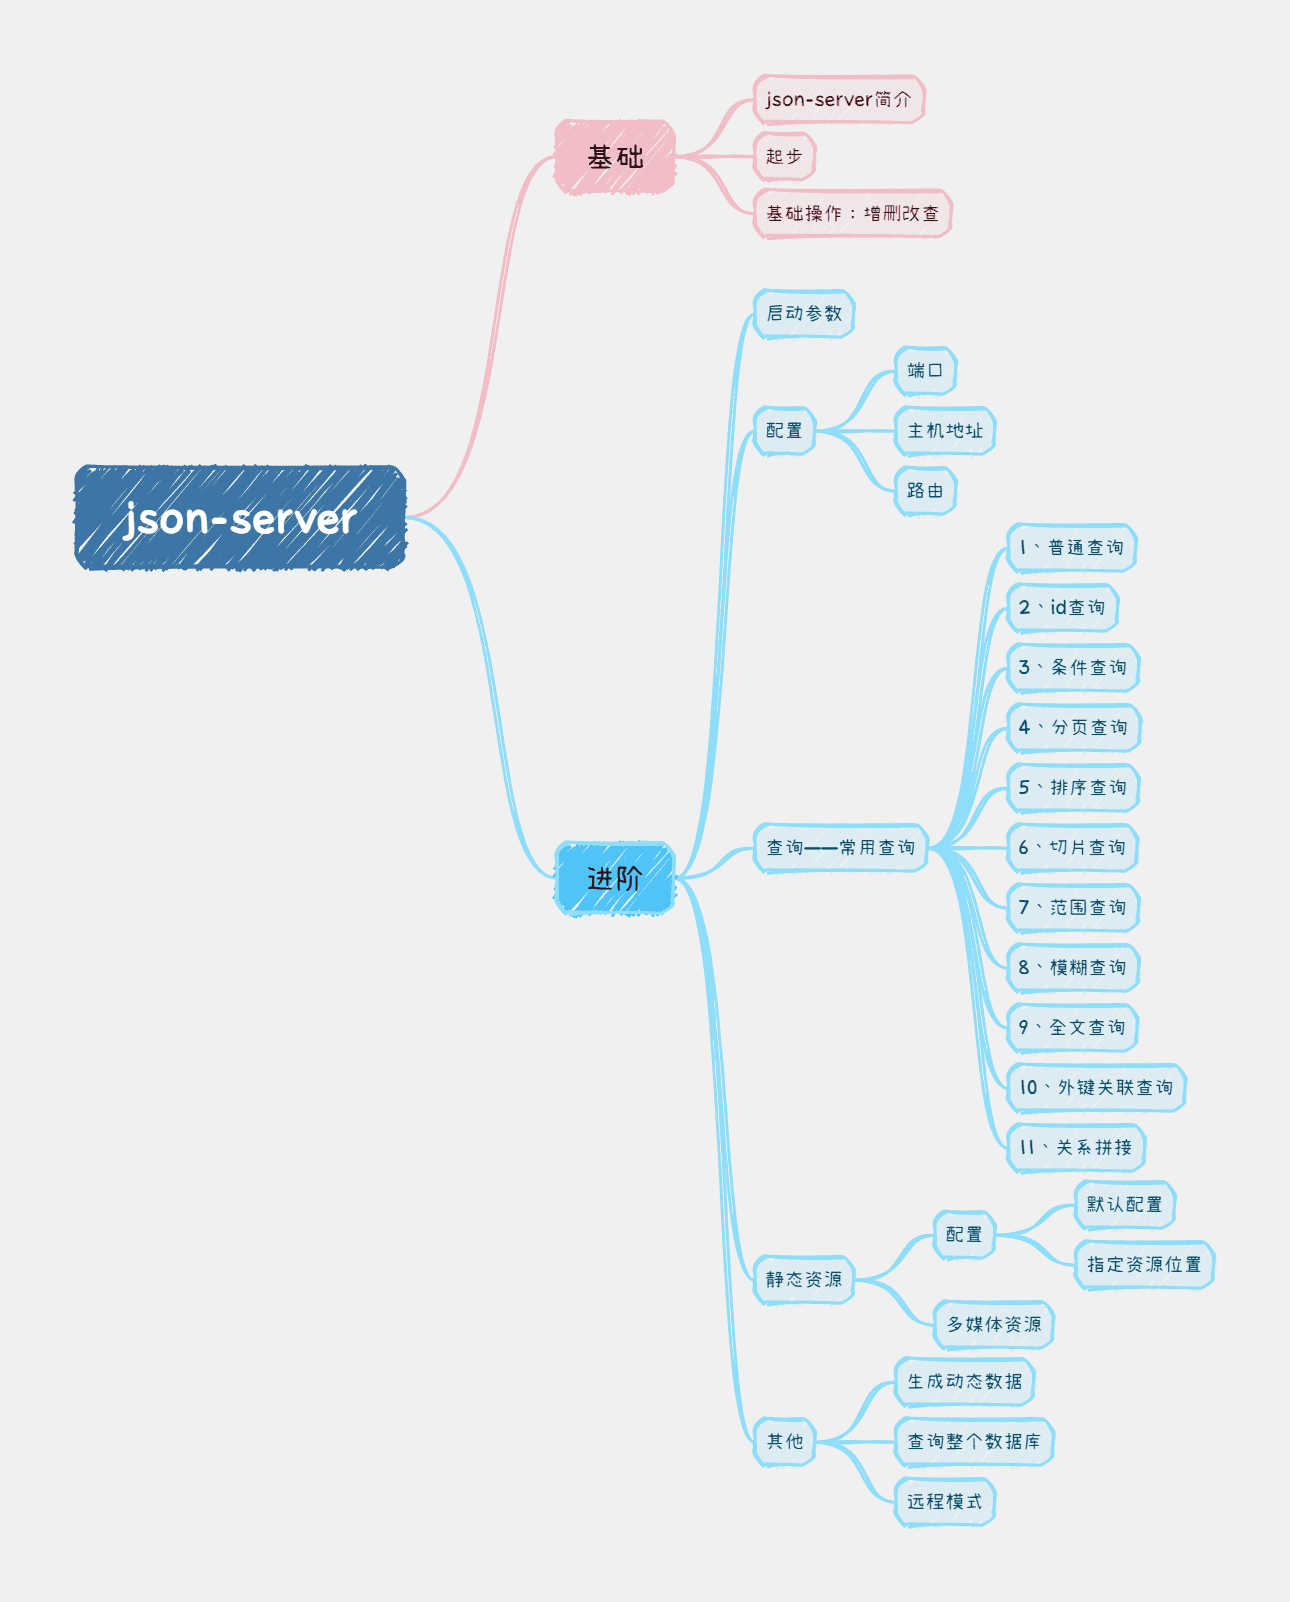 json-server
基础
json-server简介
起步
基础操作：增删改查
进阶
启动参数
配置
端口
主机地址
路由
查询——常用查询
1、普通查询
2、id查询
3、条件查询
4、分页查询
5、排序查询
6、切片查询
7、范围查询
8、模糊查询
9、全文查询
10、外键关联查询
11、关系拼接
静态资源
配置
默认配置
指定资源位置
多媒体资源
其他
生成动态数据
查询整个数据库
远程模式